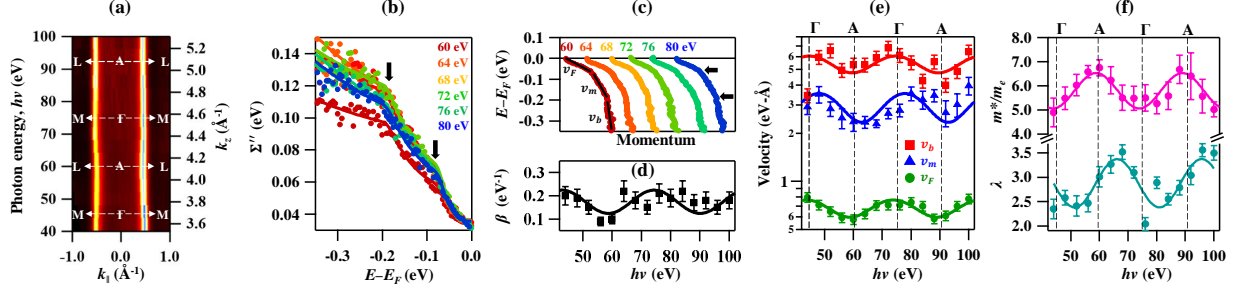 (a)
Photon energy, hν (eV)
100
90
80
70
60
50
40
L A L
M Γ M
L A L
M Γ M
5.2
5.0
4.8
4.6
4.4
4.2
4.0
3.8
3.6
k_z (Å⁻¹)
-1.0 0.0 1.0
k_∥ (Å⁻¹)
(b)
Σ'' (eV)
0.14
0.12
0.10
0.08
0.06
0.04
60 eV
64 eV
68 eV
72 eV
76 eV
80 eV
-0.3 -0.2 -0.1 0.0
E–E_F (eV)
(c)
E–E_F (eV)
0.0
-0.1
-0.2
-0.3
60 64 68 72 76 80 eV
v_F
v_m
v_b
Momentum
(d)
β (eV⁻¹)
0.3
0.2
0.1
40 50 60 70 80 90 100
hν (eV)
(e)
Γ A Γ A
Velocity (eV-Å)
6
5
4
3
2
1
8
7
6
5
v_b
v_m
v_F
50 60 70 80 90 100
hν (eV)
(f)
Γ A Γ A
m*/m_e
8.0
7.0
6.0
5.0
λ
3.5
3.0
2.5
2.0
40 50 60 70 80 90 100
hν (eV)